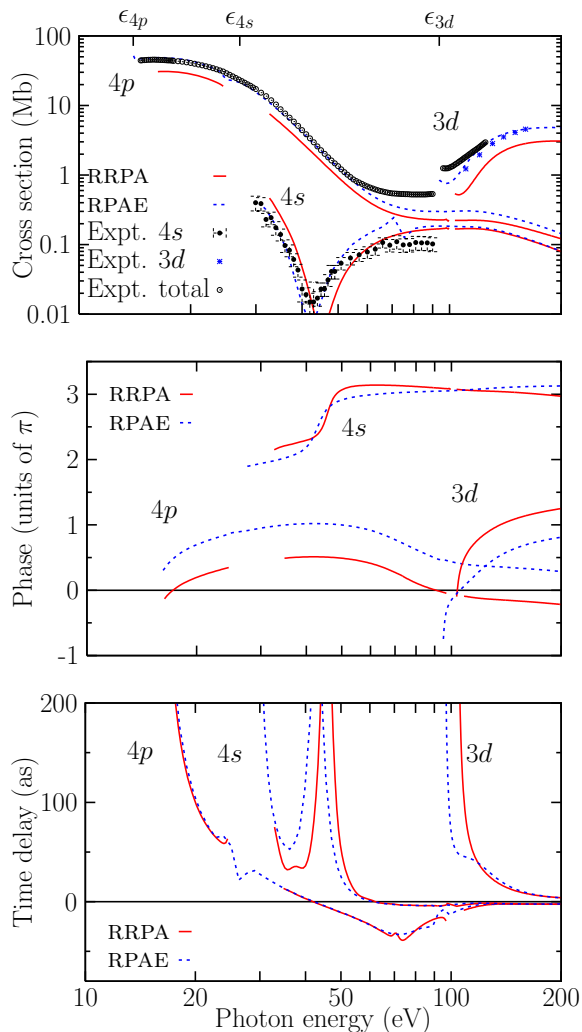 ϵ4p ϵ4s ϵ3d
100
10
1
0.1
0.01
Cross section (Mb)
4p
3d
4s
RRPA
RPAE
Expt. 4s
Expt. 3d
Expt. total
3
2
1
0
-1
Phase (units of π)
RRPA
RPAE
4s
4p
3d
200
100
0
Time delay (as)
4p
4s
3d
RRPA
RPAE
10 20 50 100 200
Photon energy (eV)